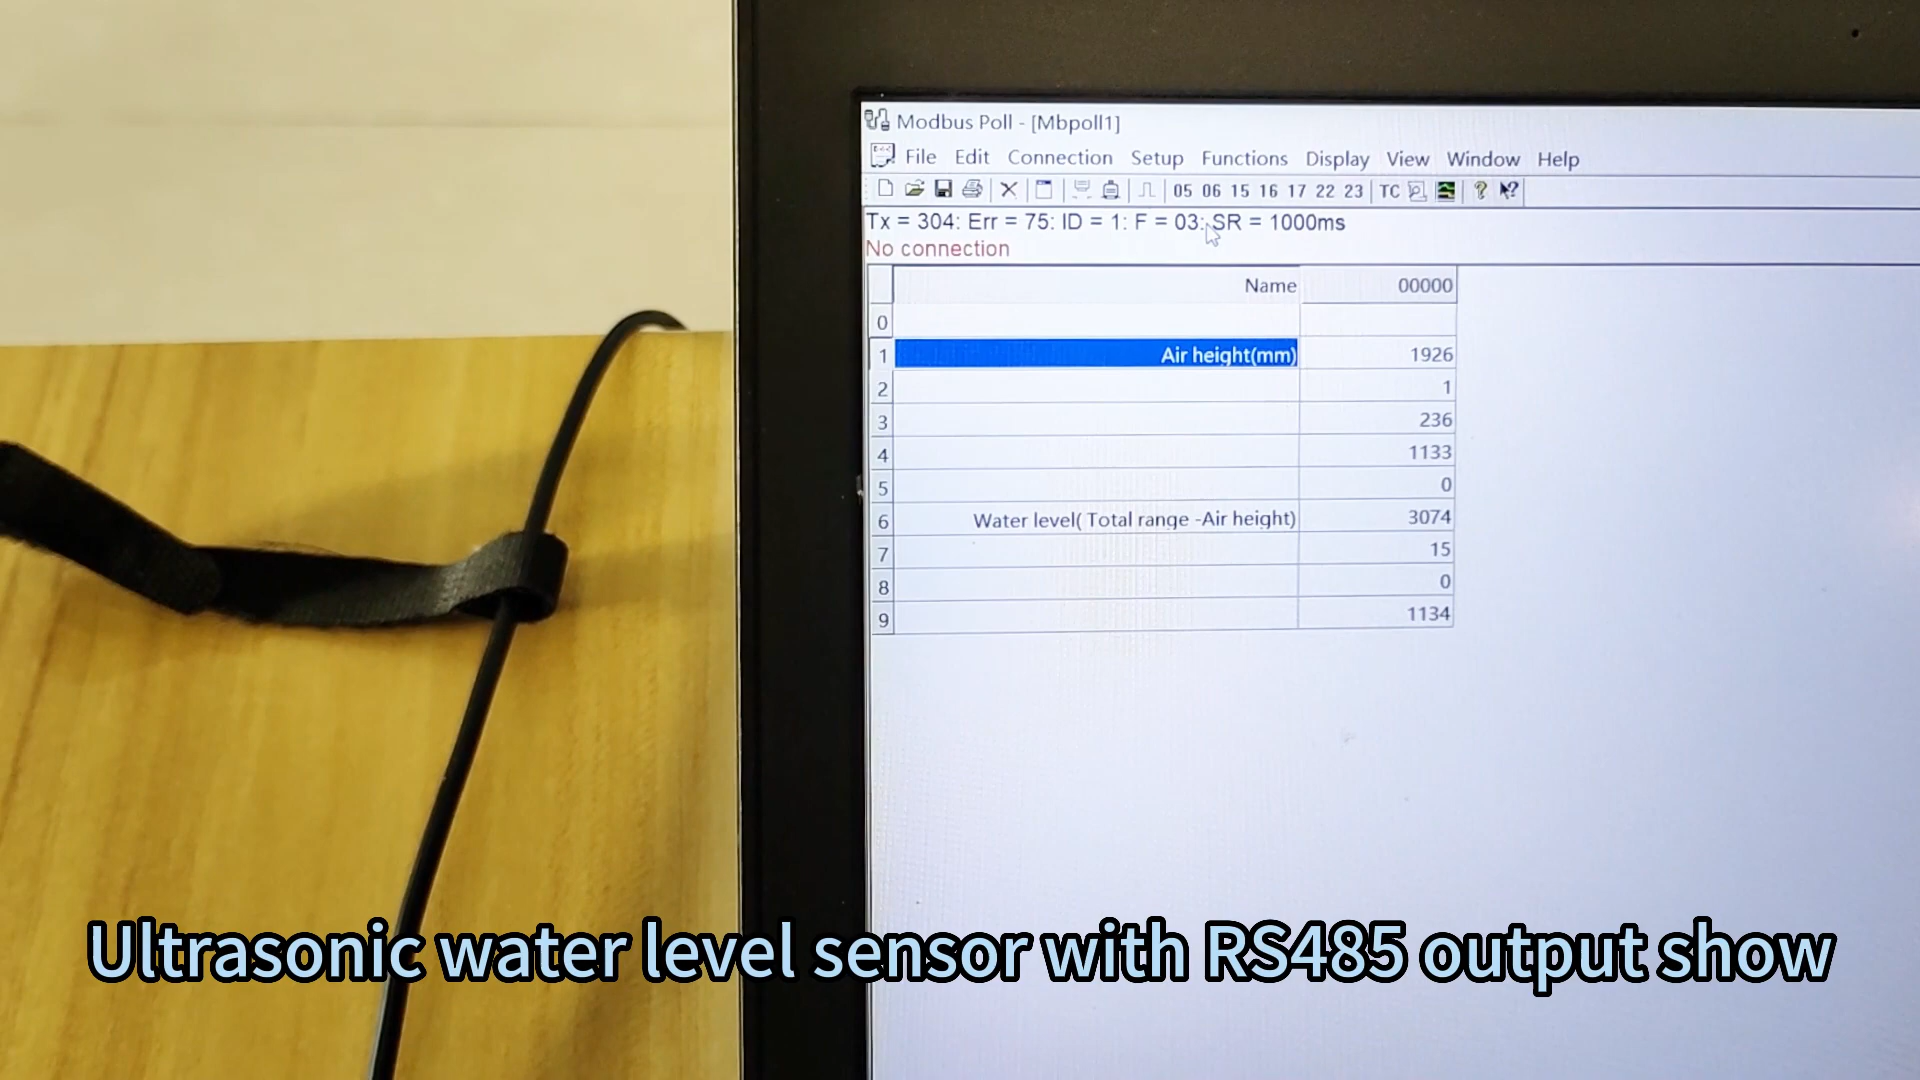 Modbus Poll - [Mbpoll1]
File Edit Connection Setup Functions Display View Window Help
05 06 15 16 17 22 23 TC
Tx = 304: Err = 75: ID = 1: F = 03: SR = 1000ms
No connection
Name 00000
0
1 Air height(mm) 1926
2 1
3 236
4 1133
5 0
6 Water level( Total range -Air height) 3074
7 15
8 0
9 1134
Ultrasonic water level sensor with RS485 output show